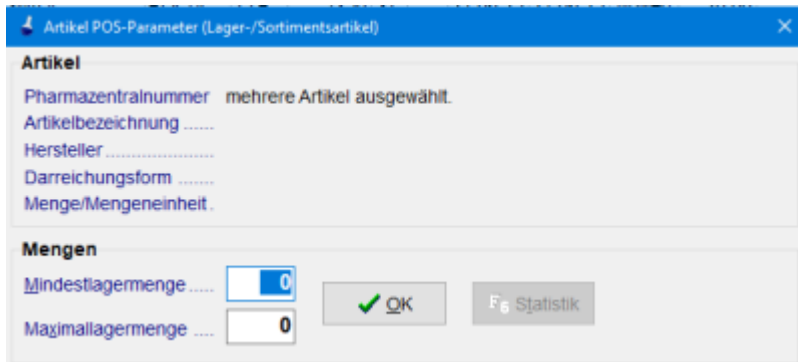 Artikel POS-Parameter (Lager-/Sortimentsartikel)
Artikel
Pharmazentralnummer mehrere Artikel ausgewählt.
Artikelbezeichnung ......
Hersteller......................
Darreichungsform .......
Menge/Mengeneinheit .
Mengen
Mindestlagermenge ..... 0
OK
F6 Statistik
Maximallagermenge .... 0